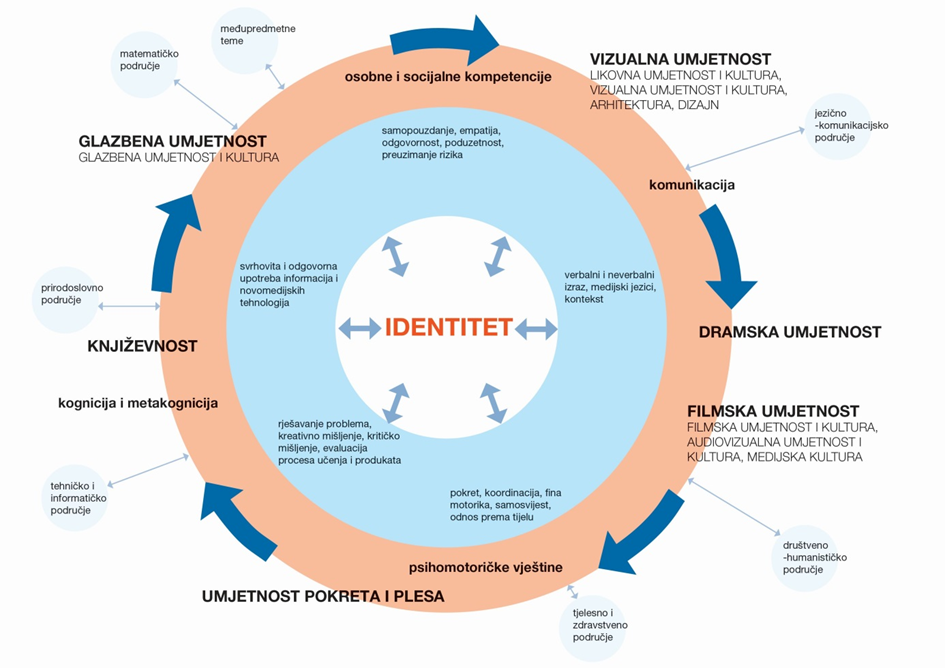 međupredmetne
teme
matematičko
područje
osobne i socijalne kompetencije
VIZUALNA UMJETNOST
LIKOVNA UMJETNOST I KULTURA,
VIZUALNA UMJETNOST I KULTURA,
ARHITEKTURA, DIZAJN
jezično
-komunikacijsko
područje
GLAZBENA UMJETNOST
GLAZBENA UMJETNOST I KULTURA
samopouzdanje, empatija,
odgovornost, poduzetnost,
preuzimanje rizika
komunikacija
svrhovita i odgovorna
upotreba informacija i
novomedijskih
tehnologija
verbalni i neverbalni
izraz, medijski jezici,
kontekst
prirodoslovno
područje
IDENTITET
DRAMSKA UMJETNOST
KNJIŽEVNOST
kognicija i metakognicija
FILMSKA UMJETNOST
FILMSKA UMJETNOST I KULTURA,
AUDIOVIZUALNA UMJETNOST I
KULTURA, MEDIJSKA KULTURA
rješavanje problema,
kreativno mišljenje, kritičko
mišljenje, evaluacija
procesa učenja i produkata
tehničko i
informatičko
područje
pokret, koordinacija, fina
motorika, samosvijest,
odnos prema tijelu
društveno
-humanističko
područje
psihomotoričke vještine
UMJETNOST POKRETA I PLESA
tjelesno i
zdravstveno
područje